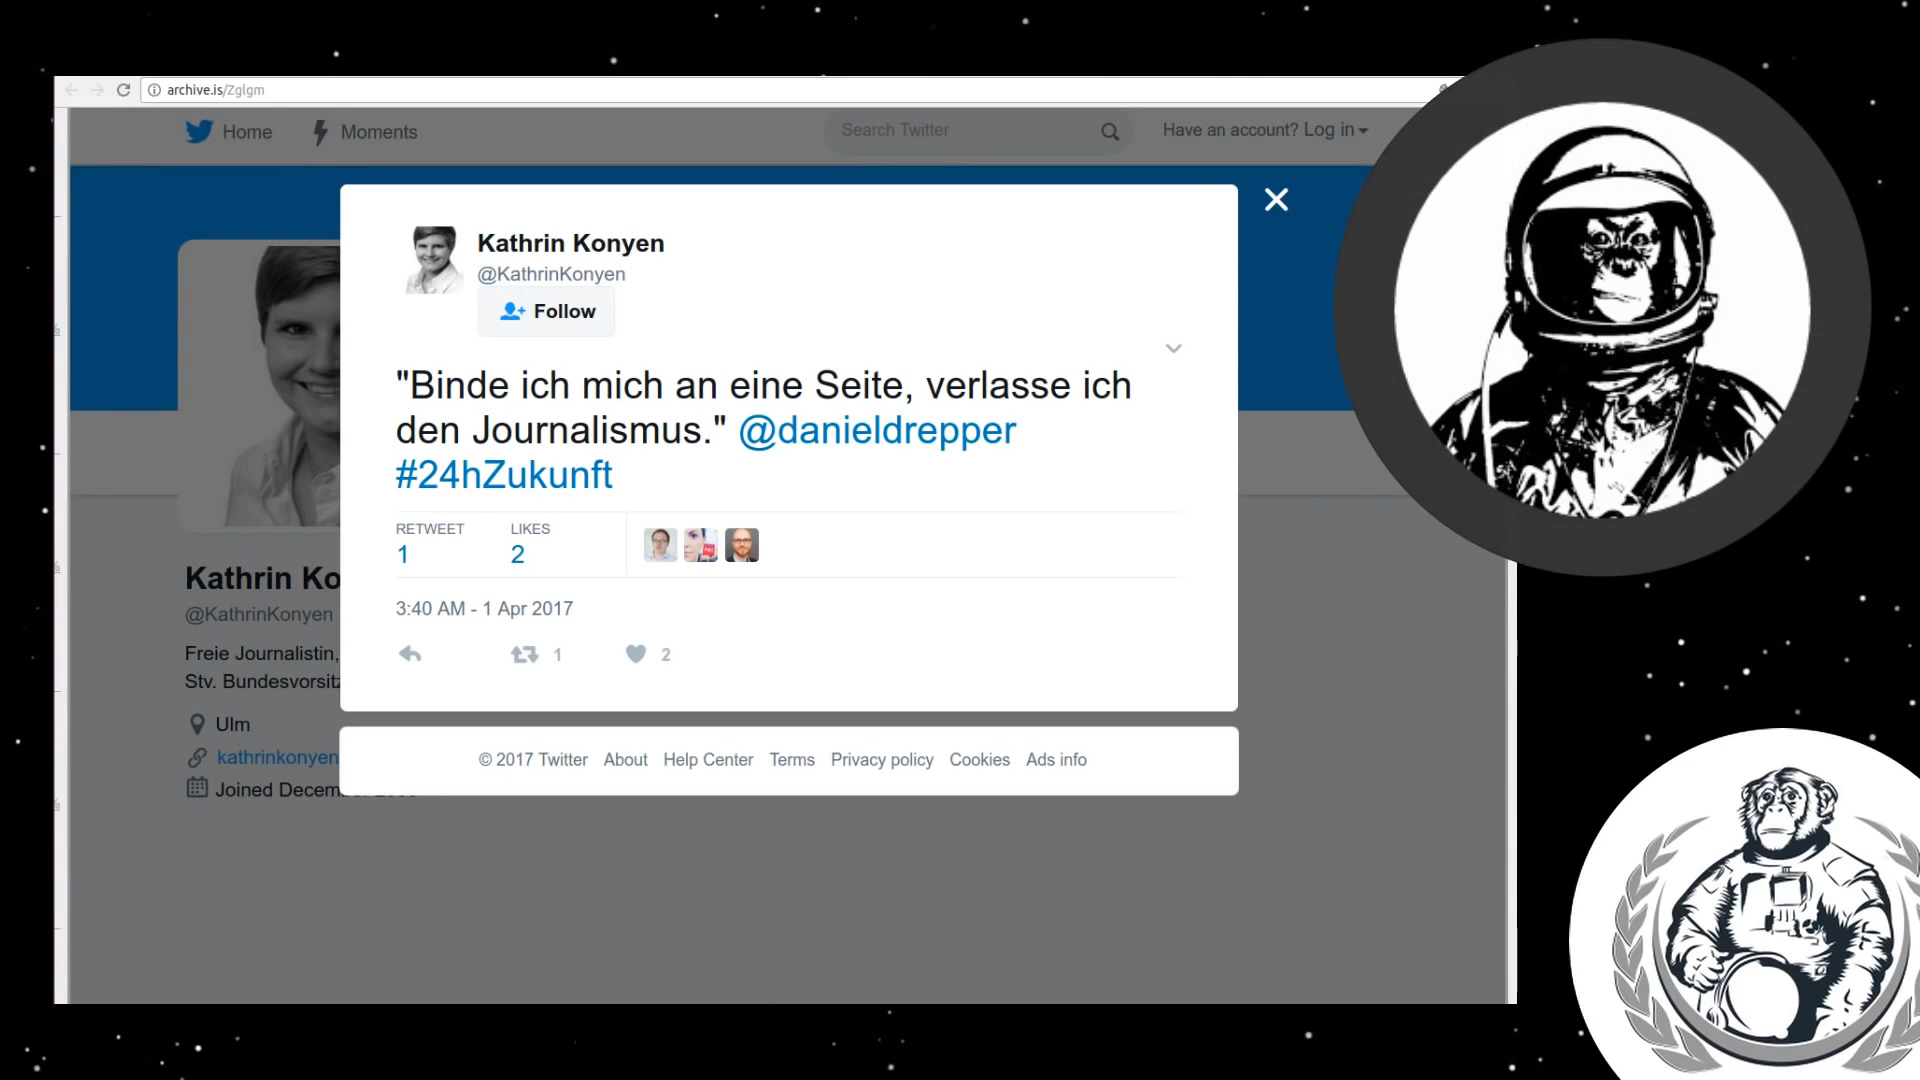 archive.is/Zglgm
Home
Moments
Search Twitter
Have an account? Log in
Kathrin Konyen
@KathrinKonyen
Follow
"Binde ich mich an eine Seite, verlasse ich
den Journalismus." @danieldrepper
#24hZukunft
RETWEET
LIKES
1
2
3:40 AM - 1 Apr 2017
1
2
Kathrin Ko
@KathrinKonyen
Freie Journalistin,
Stv. Bundesvorsitz
Ulm
kathrinkonyen
Joined Decem
© 2017 Twitter About Help Center Terms Privacy policy Cookies Ads info